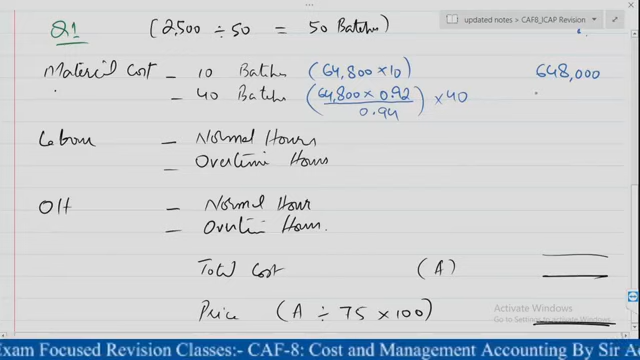 updated notes > CAF8_ICAP Revision
Q1 (2,500 ÷ 50 = 50 Batches)
Material Cost - 10 Batches (64,800 × 10) 648,000
- 40 Batches (64,800 × 0.92 / 0.94) × 40
Labour - Normal Hours
- Overtime Hours
OH - Normal Hour
- Overtime Hour.
Total Cost (A)
Price (A ÷ 75 × 100)
Activate Windows
Go to Settings to activate Windows.
Exam Focused Revision Classes:- CAF-8: Cost and Management Accounting By Sir A